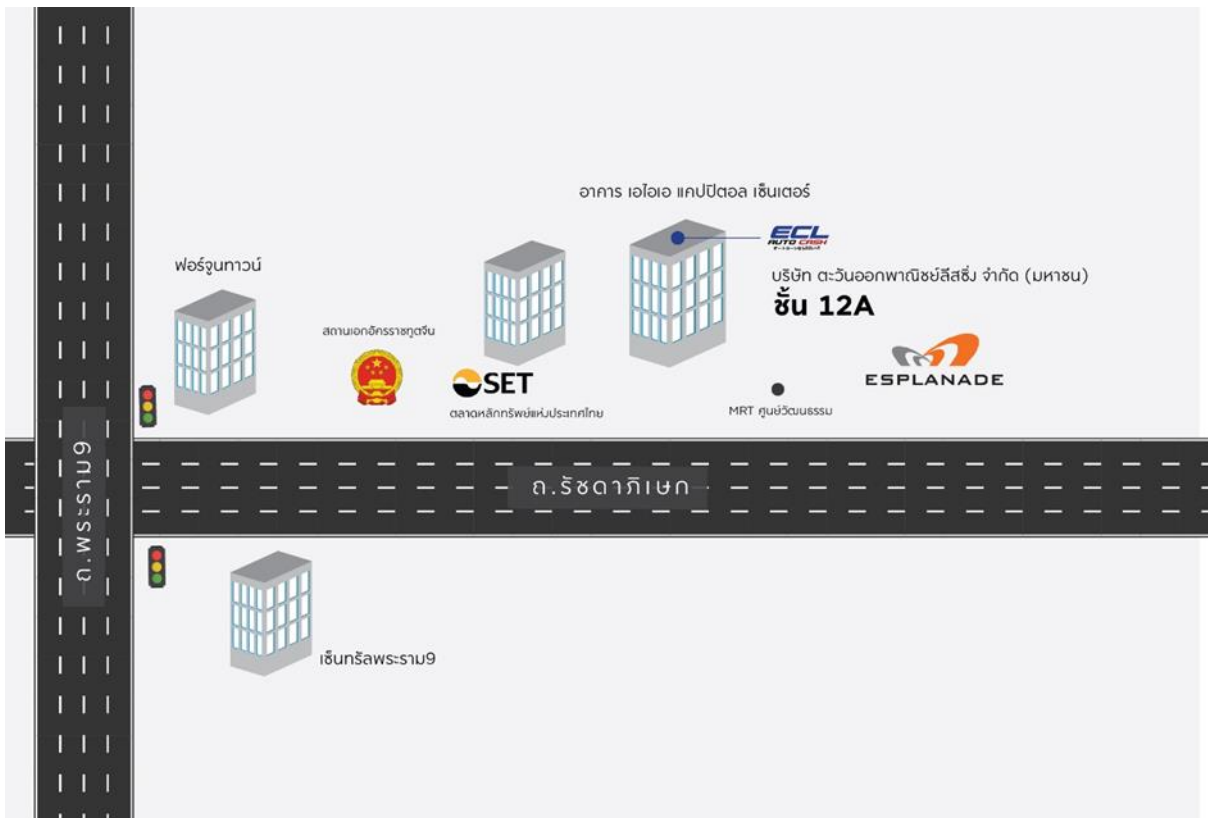 อาคาร เอไอเอ แคปปิตอล เซ็นเตอร์
ECL
AUTO CASH
ฟอร์จูนทาวน์
บริษัท ตะวันออกพาณิชย์ลีสซิ่ง จำกัด (มหาชน)
ชั้น 12A
สถานเอกอัครราชทูตจีน
SET
ตลาดหลักทรัพย์แห่งประเทศไทย
ESPLANADE
MRT ศูนย์วัฒนธรรม
ถ.พระราม9
ถ.รัชดาภิเษก
เซ็นทรัลพระราม9